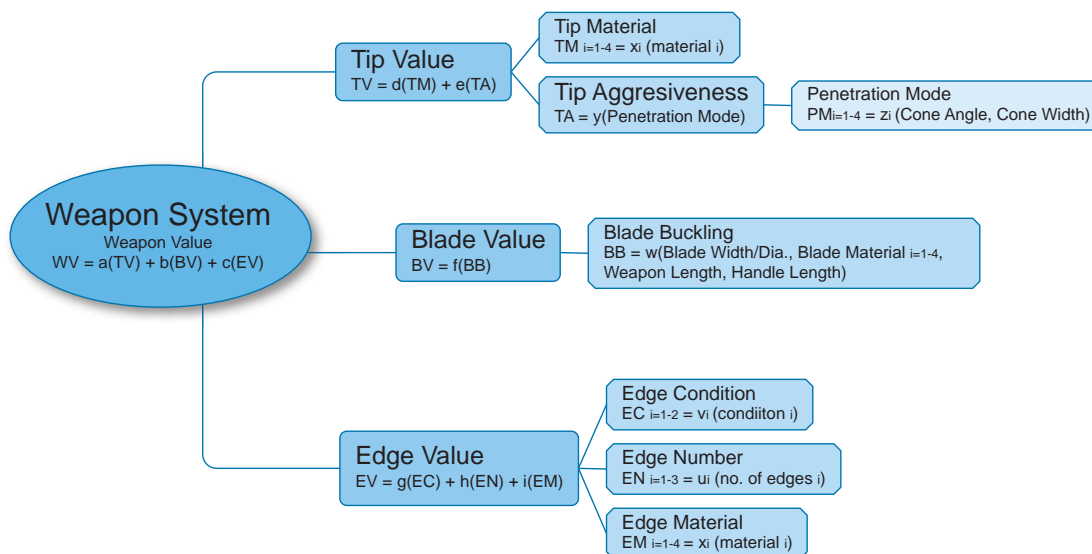 Weapon System
Weapon Value
WV = a(TV) + b(BV) + c(EV)
Tip Value
TV = d(TM) + e(TA)
Tip Material
TM i=1-4 = xi (material i)
Tip Aggresiveness
TA = y(Penetration Mode)
Penetration Mode
PMi=1-4 = zi (Cone Angle, Cone Width)
Blade Value
BV = f(BB)
Blade Buckling
BB = w(Blade Width/Dia., Blade Material i=1-4,
Weapon Length, Handle Length)
Edge Value
EV = g(EC) + h(EN) + i(EM)
Edge Condition
EC i=1-2 = vi (condiiton i)
Edge Number
EN i=1-3 = ui (no. of edges i)
Edge Material
EM i=1-4 = xi (material i)